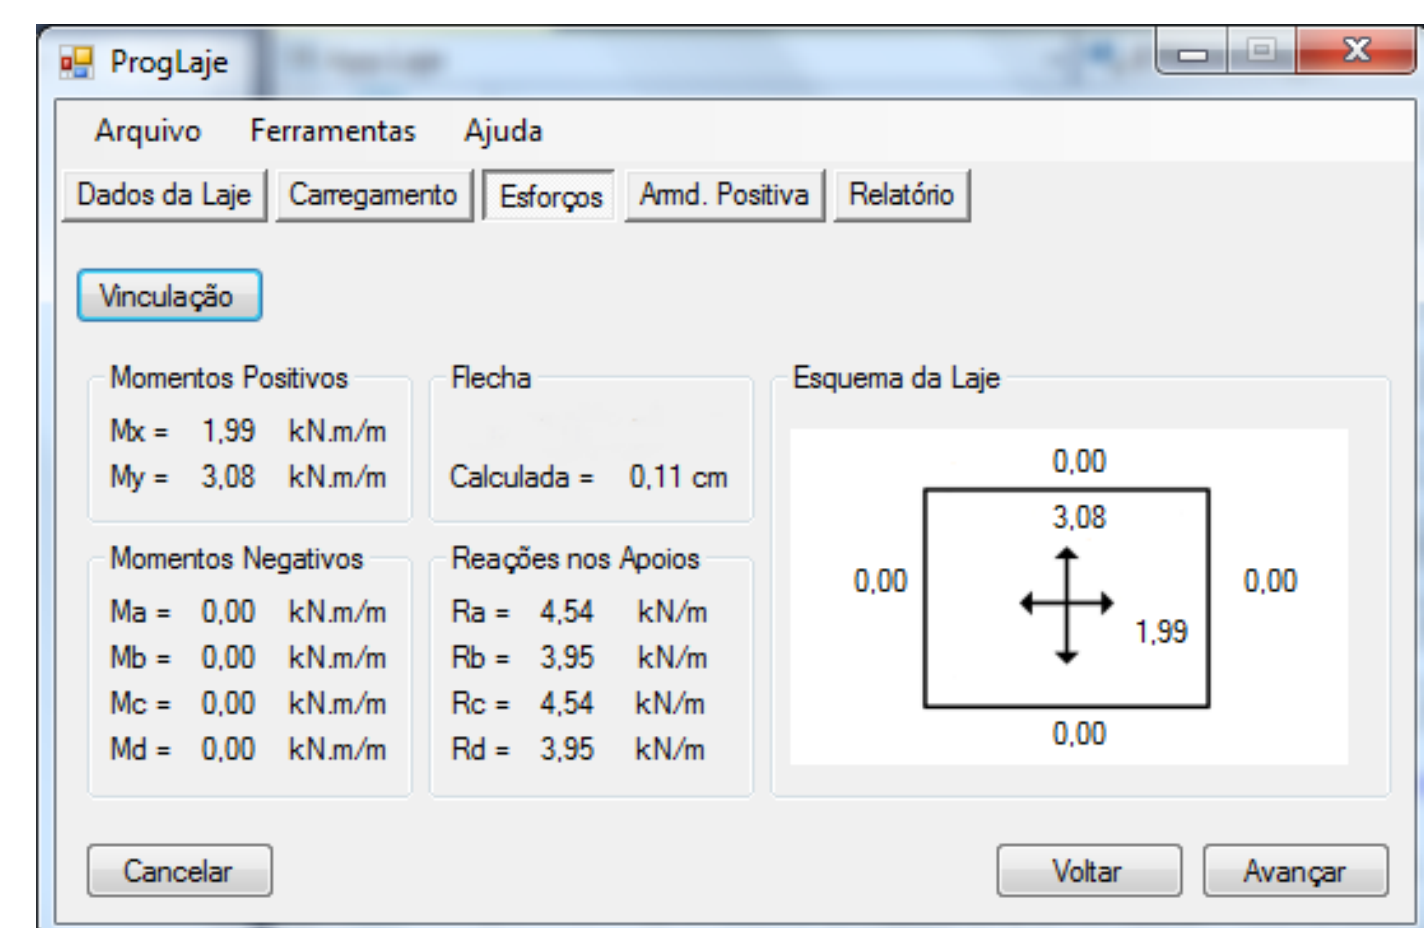 ProgLaje
Arquivo Ferramentas Ajuda
Dados da Laje Carregamento Esforços Armd. Positiva Relatório
Vinculação
Momentos Positivos
Mx = 1,99 kN.m/m
My = 3,08 kN.m/m
Flecha
Calculada = 0,11 cm
Momentos Negativos
Ma = 0,00 kN.m/m
Mb = 0,00 kN.m/m
Mc = 0,00 kN.m/m
Md = 0,00 kN.m/m
Reações nos Apoios
Ra = 4,54 kN/m
Rb = 3,95 kN/m
Rc = 4,54 kN/m
Rd = 3,95 kN/m
Esquema da Laje
0,00
3,08
0,00 0,00
1,99
0,00
Cancelar Voltar Avançar